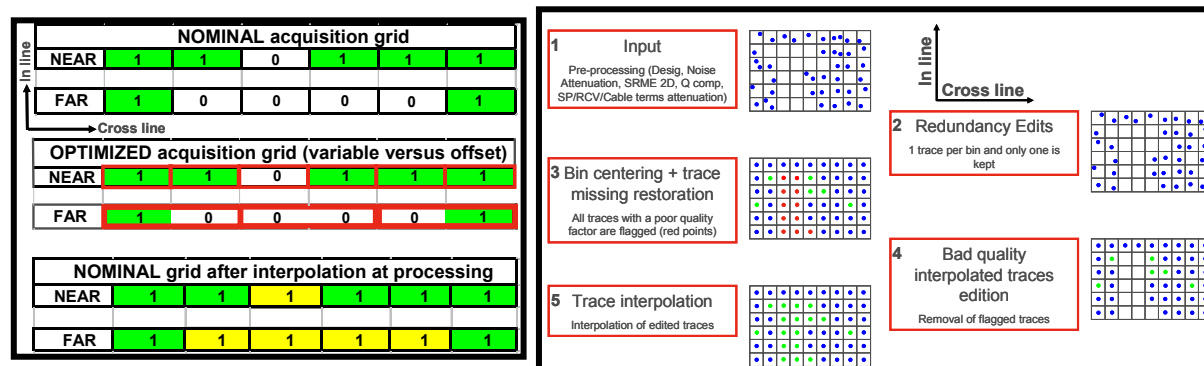 NOMINAL acquisition grid
NEAR 1 1 0 1 1 1
FAR 1 0 0 0 0 1
In line
Cross line
OPTIMIZED acquisition grid (variable versus offset)
NEAR 1 1 0 1 1 1
FAR 1 0 0 0 0 1
NOMINAL grid after interpolation at processing
NEAR 1 1 1 1 1 1
FAR 1 1 1 1 1 1
1 Input
Pre-processing (Desig, Noise
Attenuation, SRME 2D, Q comp,
SP/RCV/Cable terms attenuation)
In line
Cross line
2 Redundancy Edits
1 trace per bin and only one is
kept
3 Bin centering + trace
missing restoration
All traces with a poor quality
factor are flagged (red points)
4 Bad quality
interpolated traces
edition
Removal of flagged traces
5 Trace interpolation
Interpolation of edited traces